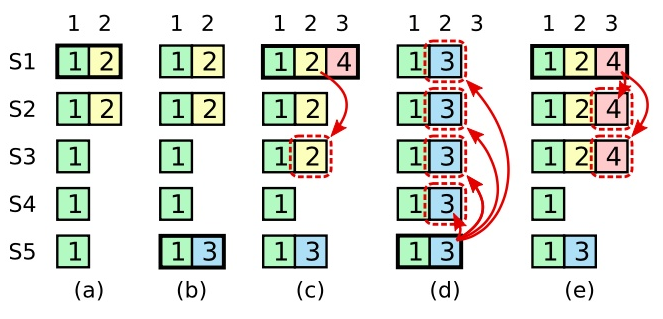 1 2 1 2 1 2 3 1 2 3 1 2 3
S1 1 2 1 2 1 2 4 1 3 1 2 4
S2 1 2 1 2 1 2 1 3 1 2 4
S3 1 1 1 2 1 3 1 2 4
S4 1 1 1 1 3 1
S5 1 1 3 1 3 1 3 1 3
(a) (b) (c) (d) (e)